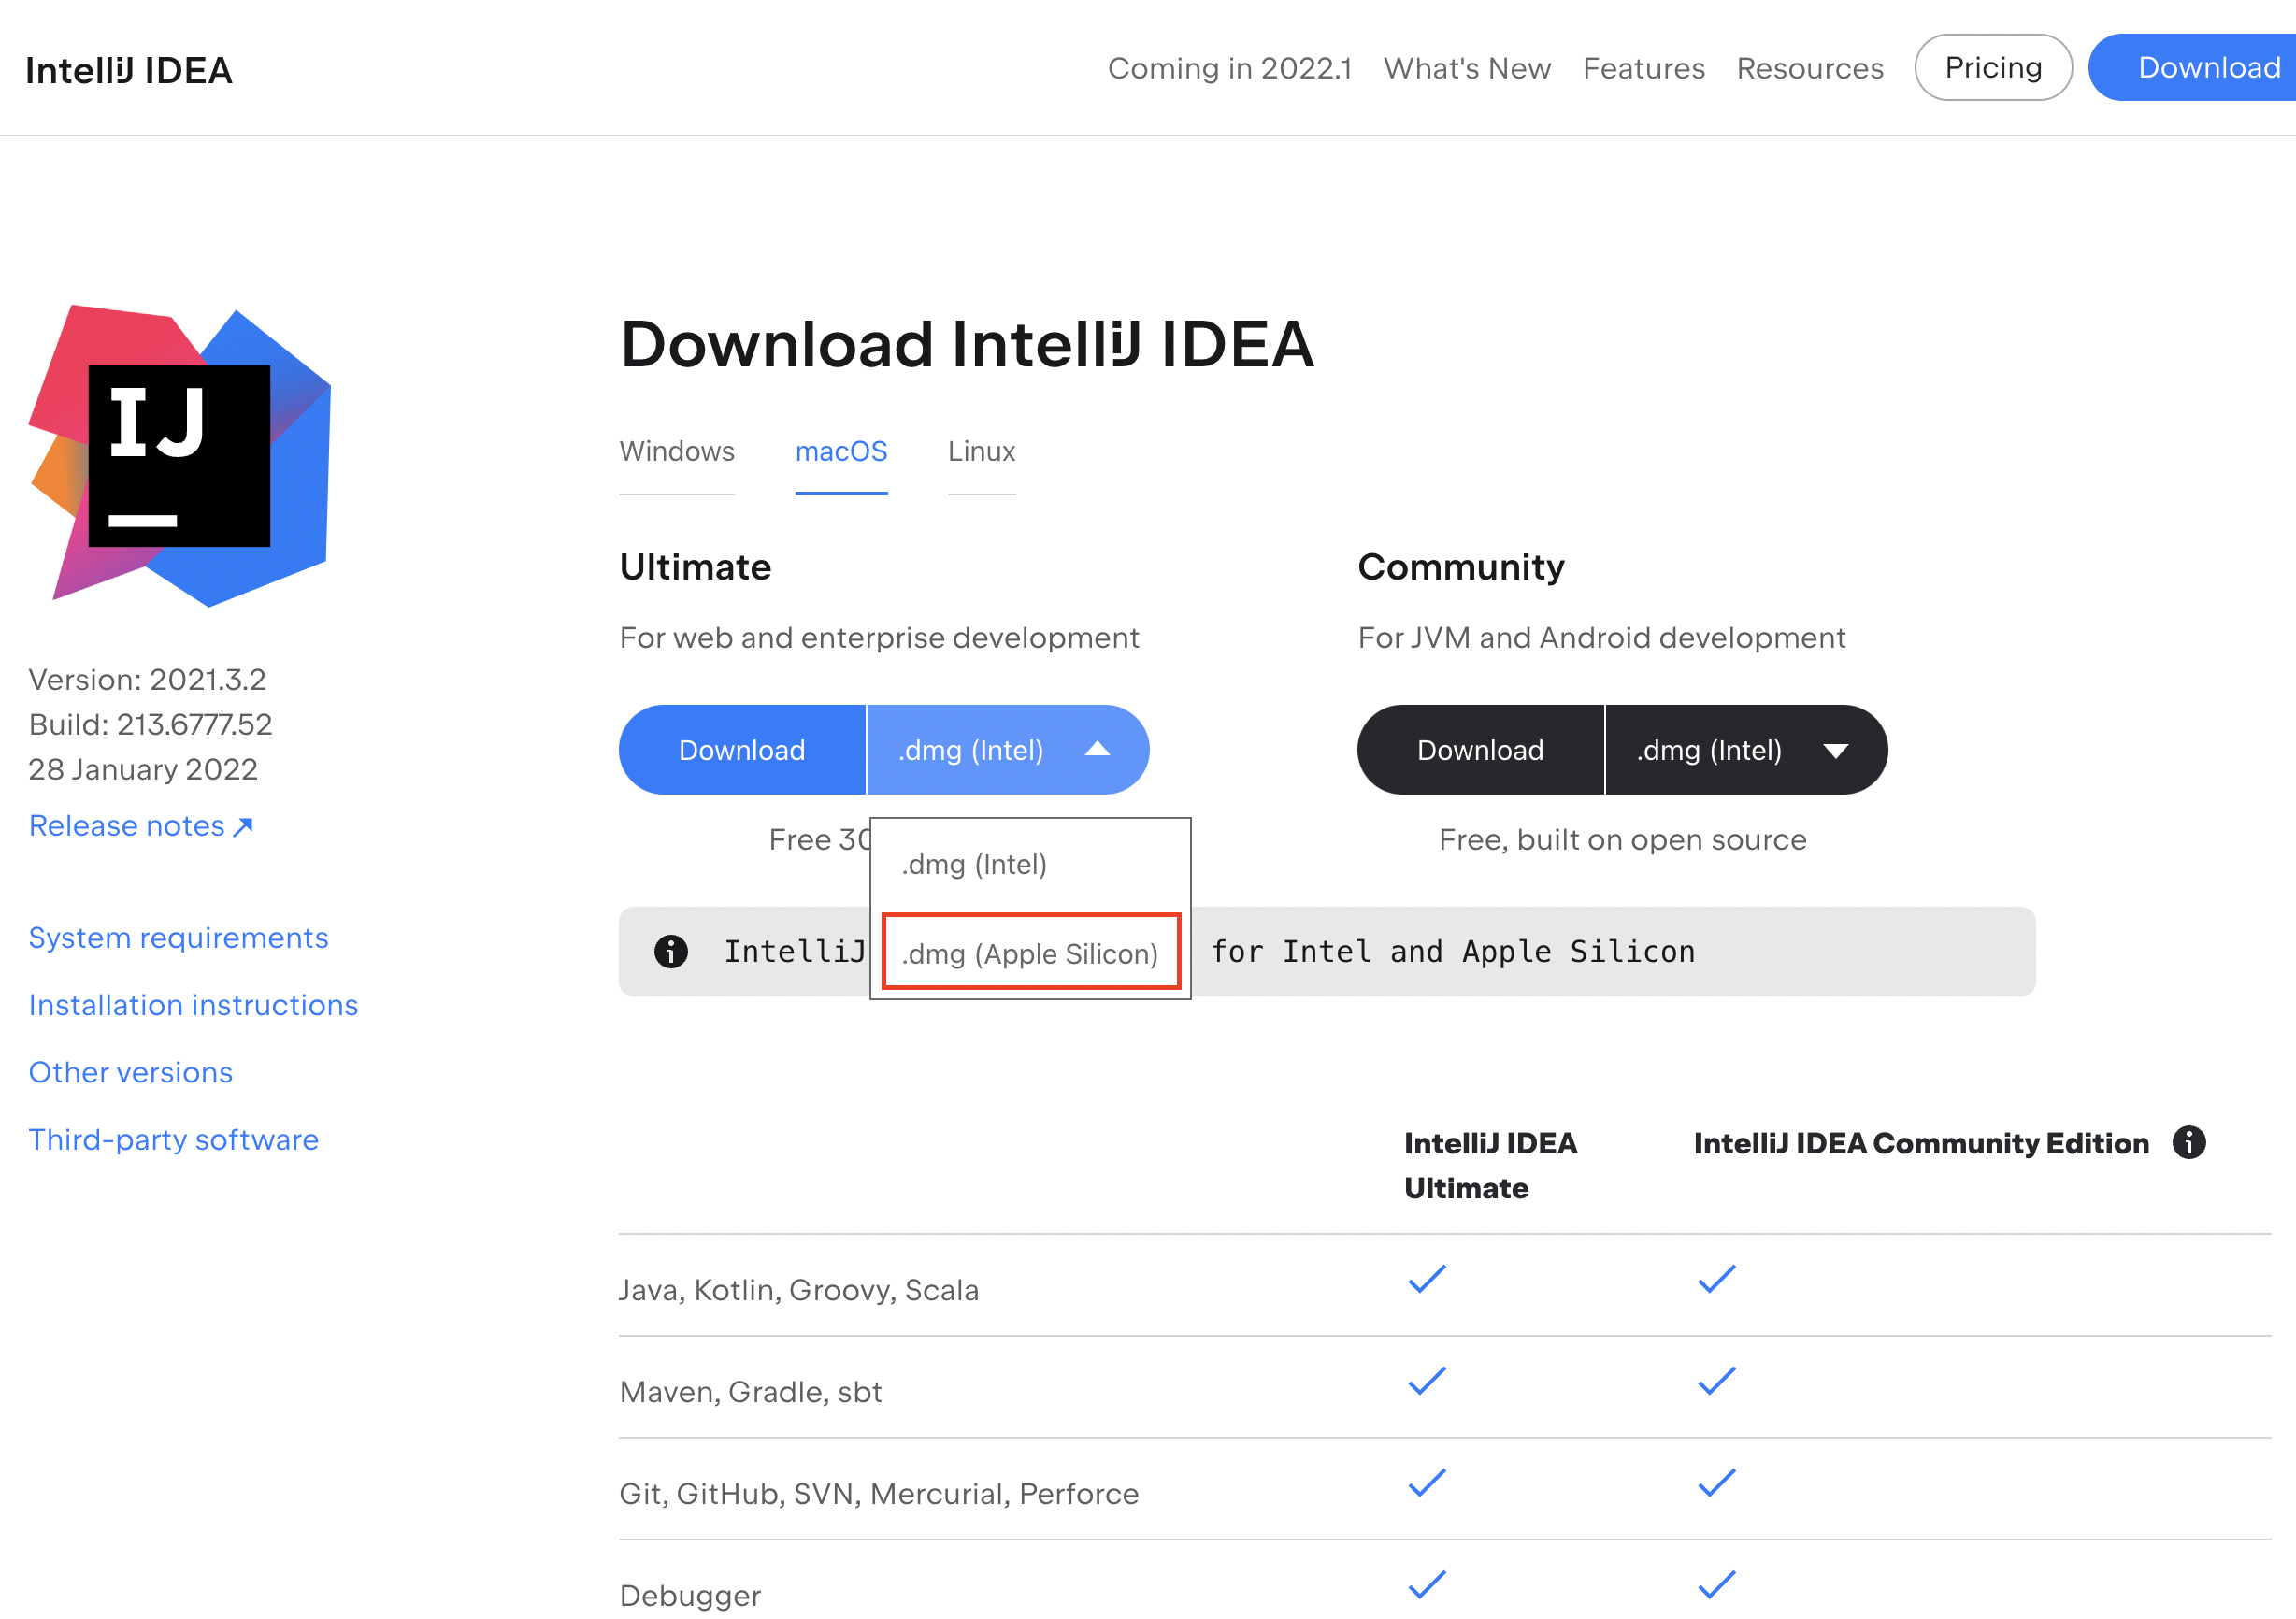 IntelliJ IDEA
Coming in 2022.1 What's New Features Resources Pricing Download
IJ
Version: 2021.3.2
Build: 213.6777.52
28 January 2022
Release notes ↗
System requirements
Installation instructions
Other versions
Third-party software
Download IntelliJ IDEA
Windows macOS Linux
Ultimate
For web and enterprise development
Download .dmg (Intel)
Free 30
.dmg (Intel)
.dmg (Apple Silicon)
Community
For JVM and Android development
Download .dmg (Intel)
Free, built on open source
IntelliJ for Intel and Apple Silicon
IntelliJ IDEA
Ultimate
IntelliJ IDEA Community Edition
Java, Kotlin, Groovy, Scala
Maven, Gradle, sbt
Git, GitHub, SVN, Mercurial, Perforce
Debugger